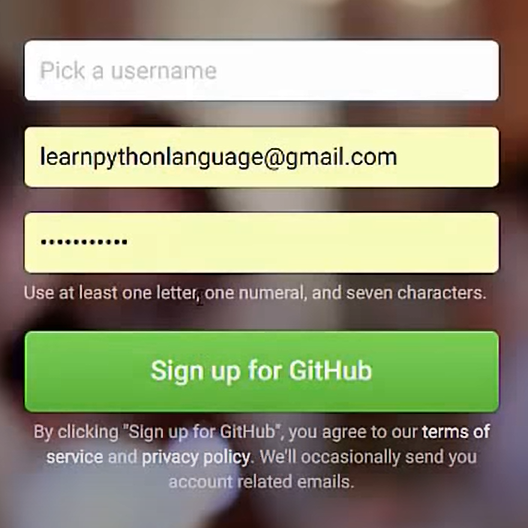 Pick a username
learnpythonlanguage@gmail.com
•••••••••••
Use at least one letter, one numeral, and seven characters.
Sign up for GitHub
By clicking "Sign up for GitHub", you agree to our terms of
service and privacy policy. We'll occasionally send you
account related emails.